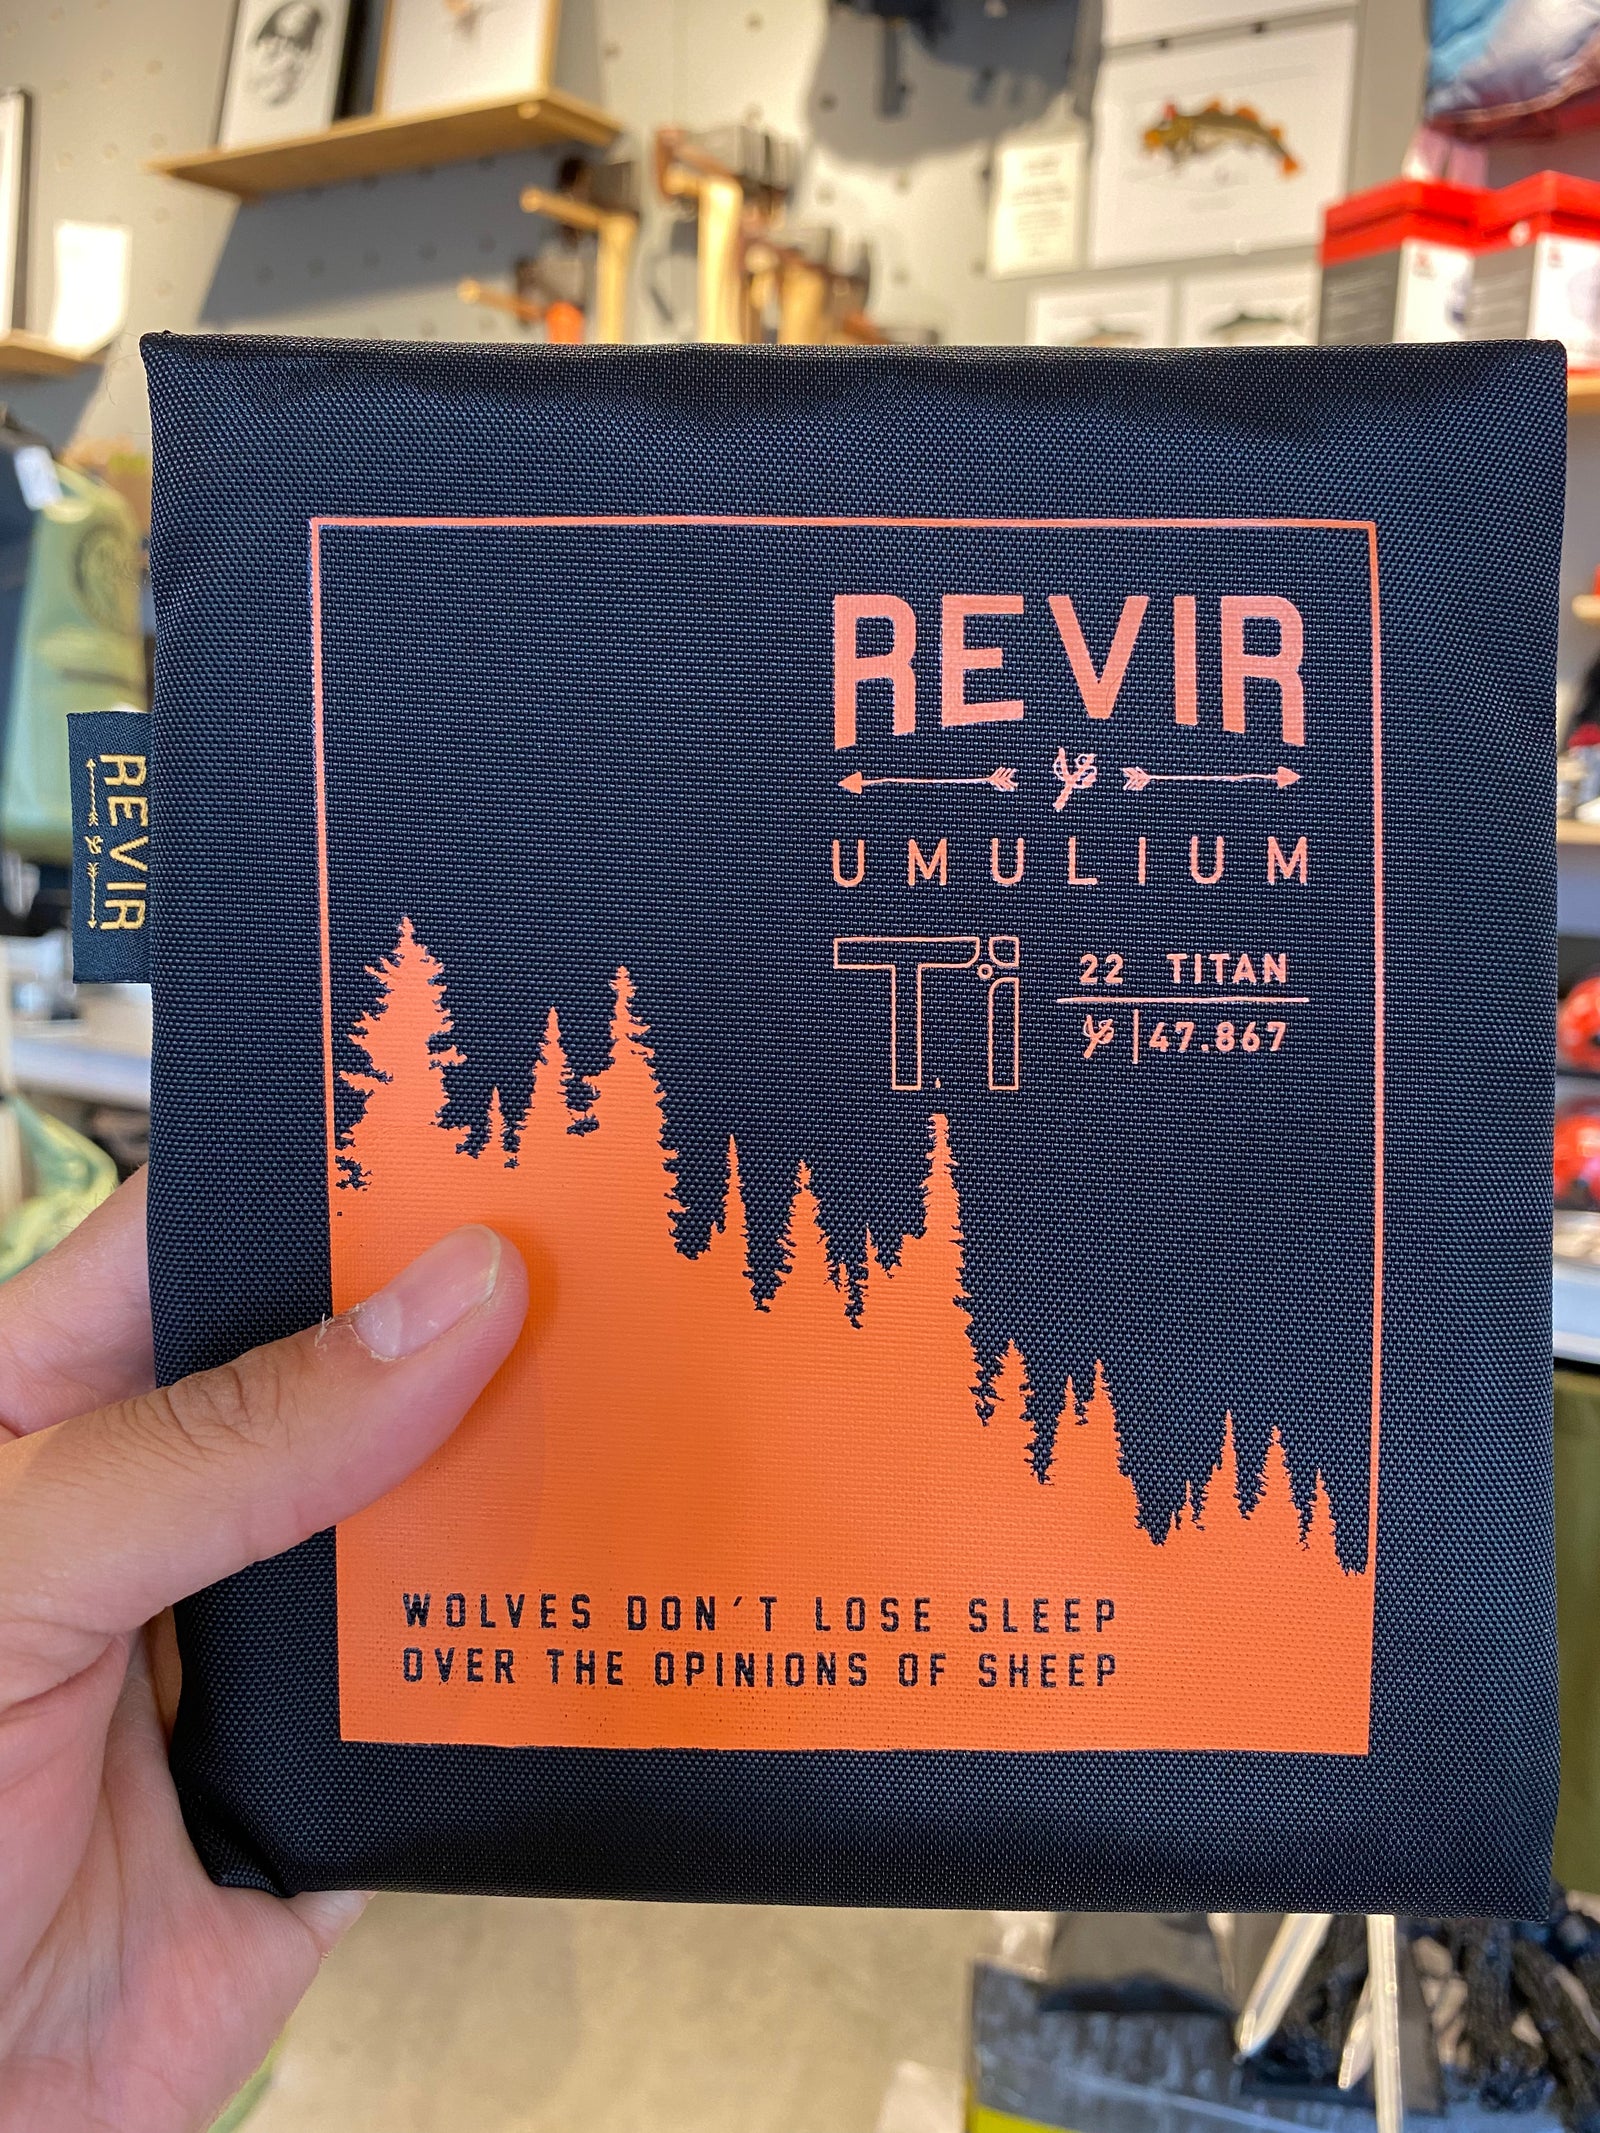 REVIR
UMULIUM
Ti
22 TITAN
47.867
REVIR
WOLVES DON'T LOSE SLEEP
OVER THE OPINIONS OF SHEEP